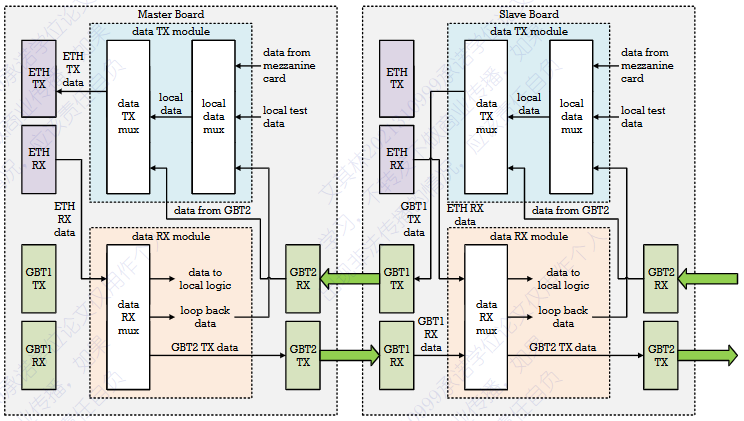 Master Board
data TX module
ETH
TX
ETH
TX
data
data
TX
mux
local
data
local
data
mux
data from
mezzanine
card
local test
data
ETH
RX
ETH
RX
data
data from GBT2
data RX module
GBT1
TX
GBT1
RX
data
RX
mux
data to
local logic
loop back
data
GBT2 TX data
GBT2
RX
GBT2
TX
Slave Board
data TX module
ETH
TX
data
TX
mux
local
data
local
data
mux
data from
mezzanine
card
local test
data
ETH
RX
GBT1
TX
data
ETH RX
data
data from GBT2
data RX module
GBT1
TX
GBT1
RX
GBT1
RX
data
data
RX
mux
data to
local logic
loop back
data
GBT2 TX data
GBT2
RX
GBT2
TX